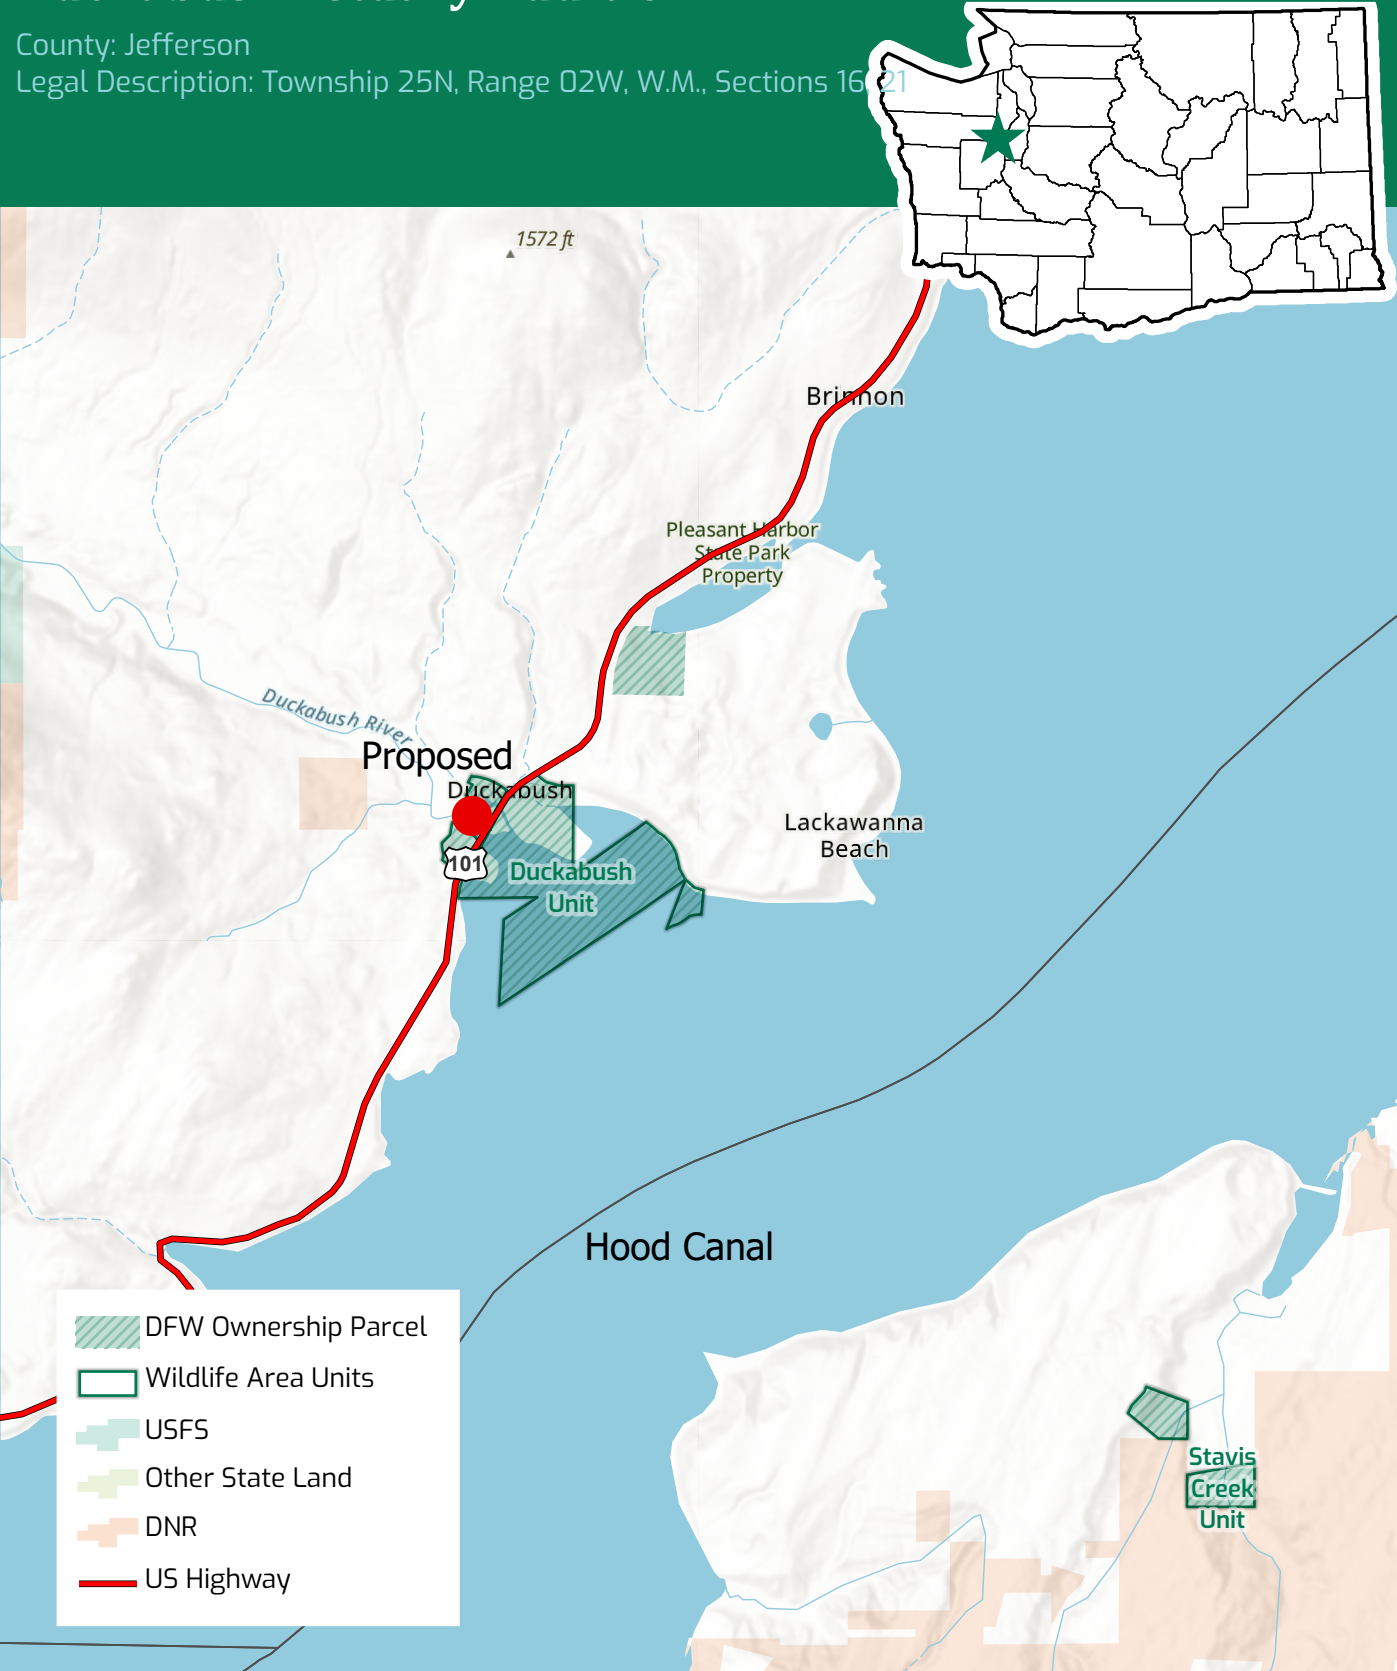 County: Jefferson
Legal Description: Township 25N, Range 02W, W.M., Sections 16, 21
1572 ft
Brinnon
Pleasant Harbor
State Park
Property
Duckabush River
Proposed
Duckabush
Lackawanna
Beach
101
Duckabush
Unit
Hood Canal
DFW Ownership Parcel
Wildlife Area Units
USFS
Other State Land
DNR
US Highway
Stavis
Creek
Unit